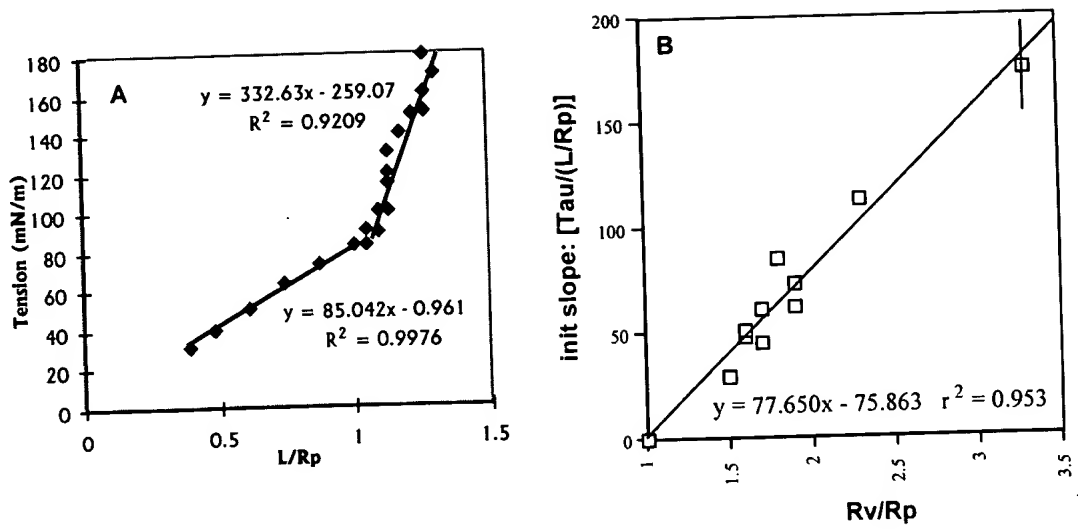 A
y = 332.63x - 259.07
R² = 0.9209
y = 85.042x - 0.961
R² = 0.9976
Tension (mN/m)
180
160
140
120
100
80
60
40
20
0
0
0.5
1
1.5
L/Rp
B
init slope: [Tau/(L/Rp)]
200
150
100
50
0
y = 77.650x - 75.863 r² = 0.953
1
1.5
2
2.5
3
3.5
Rv/Rp